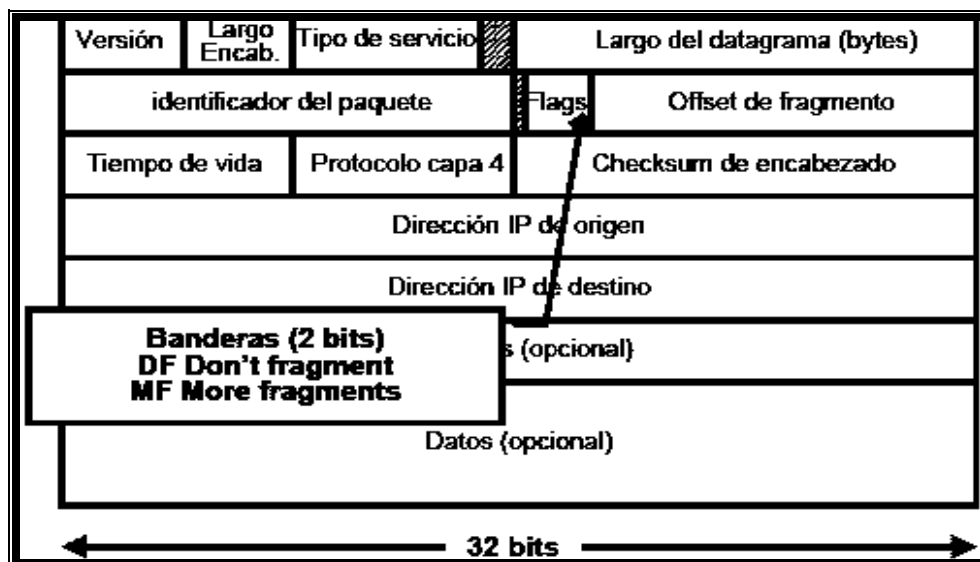 Versión Largo Encab. Tipo de servicio Largo del datagrama (bytes)
identificador del paquete Flags Offset de fragmento
Tiempo de vida Protocolo capa 4 Checksum de encabezado
Dirección IP de origen
Dirección IP de destino
(opcional)
Banderas (2 bits)
DF Don't fragment
MF More fragments
Datos (opcional)
32 bits